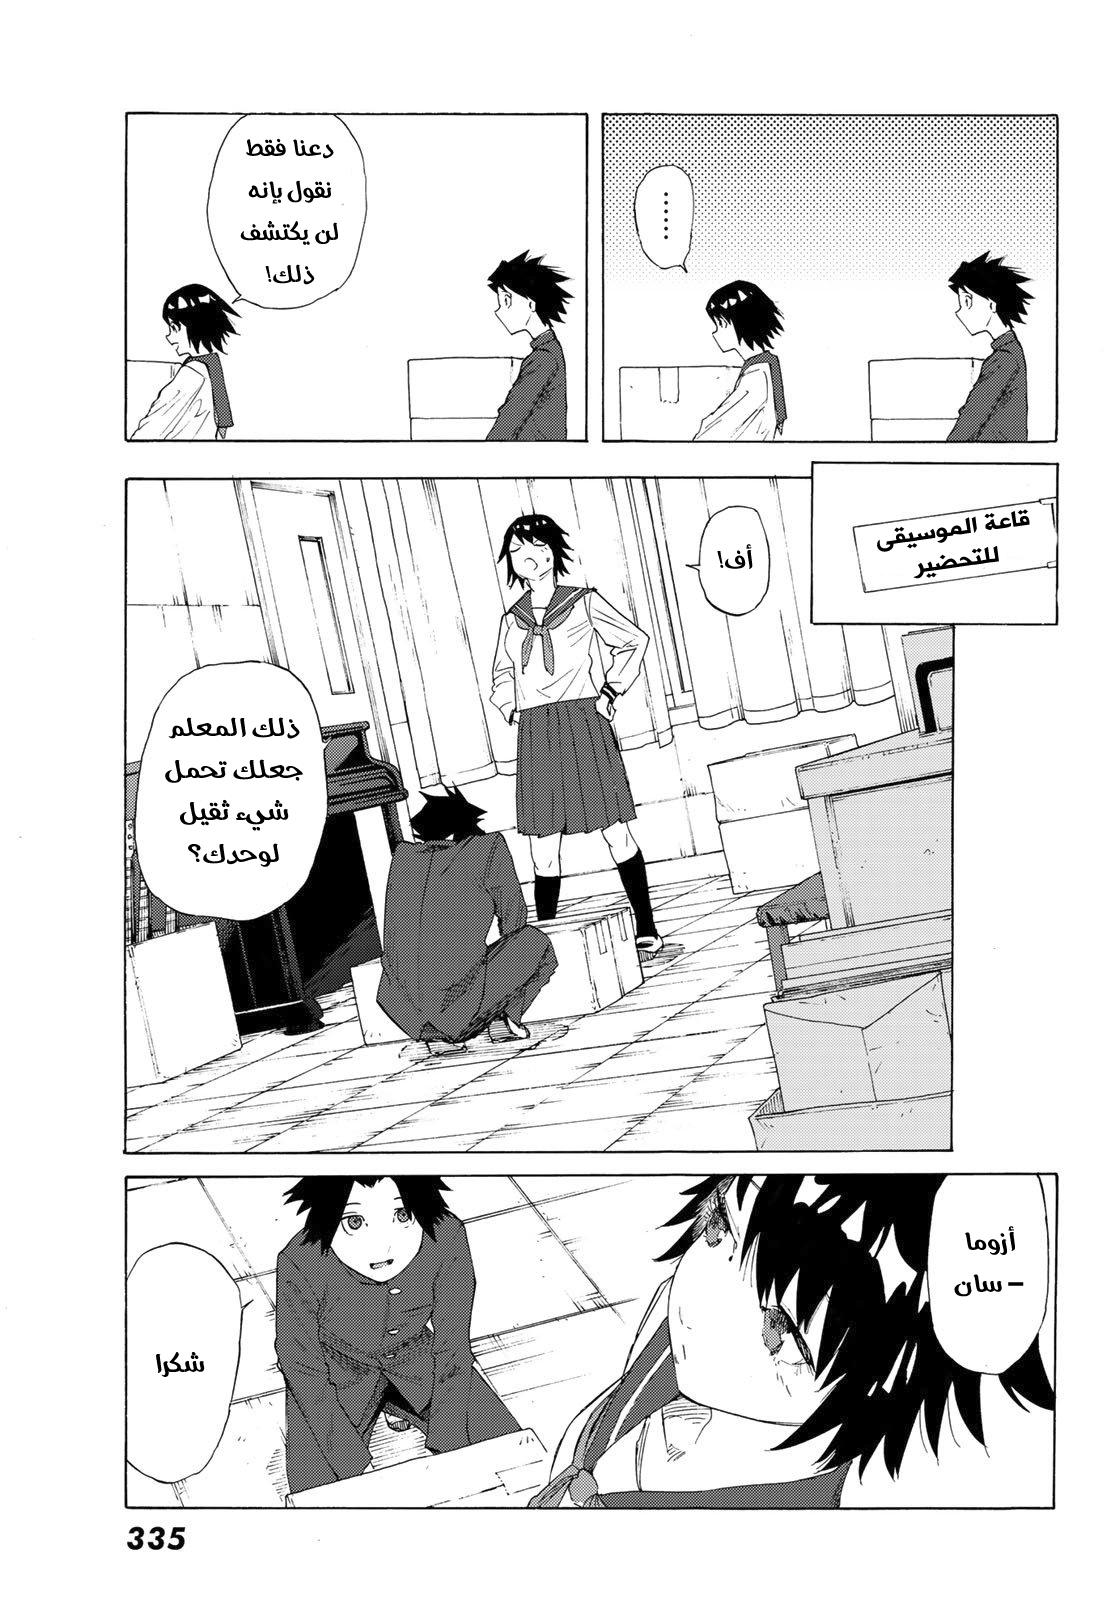 ......
دعنا فقط
نقول بإنه
لن يكتشف
ذلك!
قاعة الموسيقى
للتحضير
أف!
ذلك المعلم
جعلك تحمل
شيء ثقيل
لوحدك؟
أزوما
– سان
شكرا
335